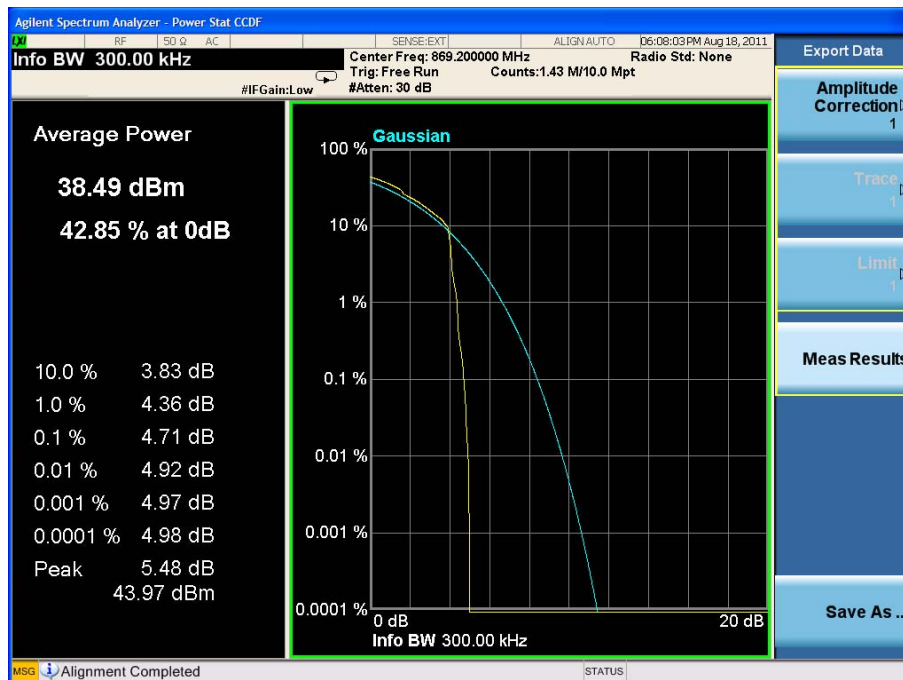 Agilent Spectrum Analyzer - Power Stat CCDF
LXI RF 50 Ω AC SENSE:EXT ALIGN AUTO 06:08:03 PM Aug 18, 2011
Info BW 300.00 kHz
Center Freq: 869.200000 MHz Radio Std: None
Trig: Free Run Counts:1.43 M/10.0 Mpt
#IFGain:Low #Atten: 30 dB
Export Data
Amplitude
Correction
1
Trace
1
Limit
1
Meas Results
Save As ..
Average Power
38.49 dBm
42.85 % at 0dB
10.0 % 3.83 dB
1.0 % 4.36 dB
0.1 % 4.71 dB
0.01 % 4.92 dB
0.001 % 4.97 dB
0.0001 % 4.98 dB
Peak 5.48 dB
43.97 dBm
Gaussian
100 %
10 %
1 %
0.1 %
0.01 %
0.001 %
0.0001 %
0 dB 20 dB
Info BW 300.00 kHz
MSG Alignment Completed STATUS